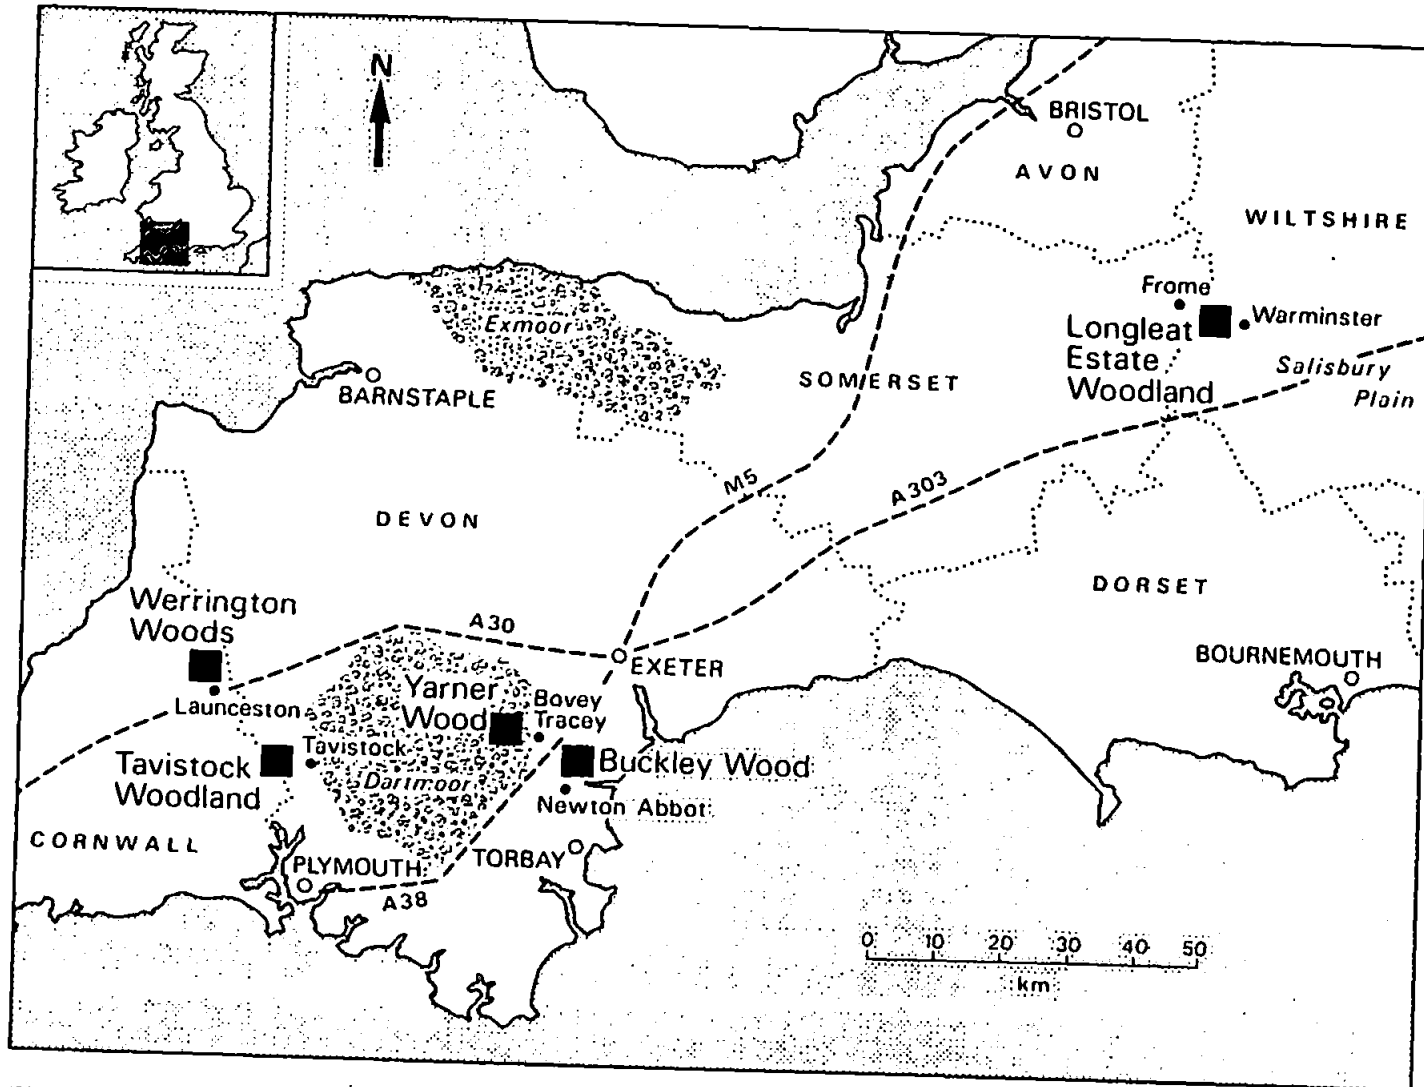 N
BRISTOL
AVON
WILTSHIRE
Frome
Longleat
Estate
Woodland
Warminster
Salisbury
Plain
Exmoor
BARNSTAPLE
SOMERSET
M5
A303
DEVON
DORSET
Werrington
Woods
A30
EXETER
BOURNEMOUTH
Launceston
Yarner
Wood
Bovey
Tracey
Tavistock
Woodland
Tavistock
Dartmoor
Buckley Wood
Newton Abbot
CORNWALL
PLYMOUTH
TORBAY
A38
0 10 20 30 40 50
km